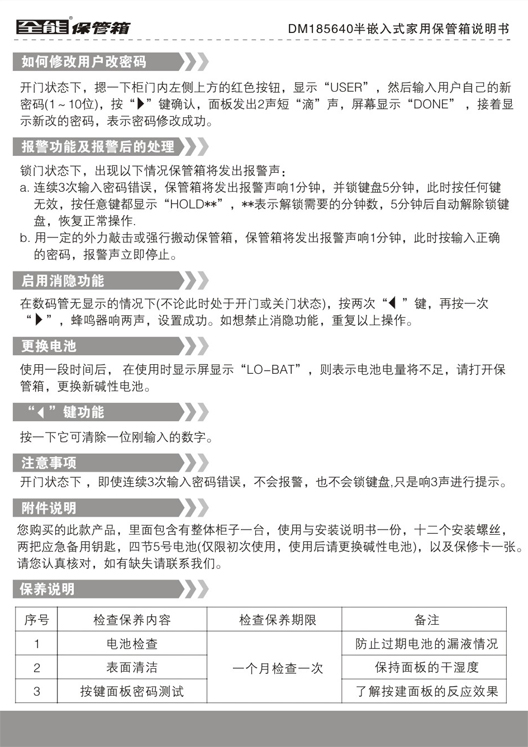 全能® 保管箱 DM185640半嵌入式家用保管箱说明书
如何修改用户改密码
开门状态下，摁一下柜门内左侧上方的红色按钮，显示“USER”，然后输入用户自己的新
密码(1～10位)，按“▶”键确认，面板发出2声短“滴”声，屏幕显示“DONE” ，接着显
示新改的密码，表示密码修改成功。
报警功能及报警后的处理
锁门状态下，出现以下情况保管箱将发出报警声：
a. 连续3次输入密码错误，保管箱将发出报警声响1分钟，并锁键盘5分钟，此时按任何键
无效，按任意键都显示“HOLD**”，**表示解锁需要的分钟数，5分钟后自动解除锁键
盘，恢复正常操作.
b. 用一定的外力敲击或强行搬动保管箱，保管箱将发出报警声响1分钟，此时按输入正确
的密码，报警声立即停止。
启用消隐功能
在数码管无显示的情况下(不论此时处于开门或关门状态)，按两次“◀ ”键，再按一次
“▶”，蜂鸣器响两声，设置成功。如想禁止消隐功能，重复以上操作。
更换电池
使用一段时间后， 在使用时显示屏显示“LO-BAT”，则表示电池电量将不足，请打开保
管箱，更换新碱性电池。
“◀”键功能
按一下它可清除一位刚输入的数字。
注意事项
开门状态下 ，即使连续3次输入密码错误，不会报警，也不会锁键盘,只是响3声进行提示。
附件说明
您购买的此款产品，里面包含有整体柜子一台，使用与安装说明书一份，十二个安装螺丝，
两把应急备用钥匙，四节5号电池(仅限初次使用，使用后请更换碱性电池)，以及保修卡一张。
请您认真核对，如有缺失请联系我们。
保养说明
序号 检查保养内容 检查保养期限 备注
1 电池检查 防止过期电池的漏液情况
2 表面清洁 一个月检查一次 保持面板的干湿度
3 按键面板密码测试 了解按建面板的反应效果